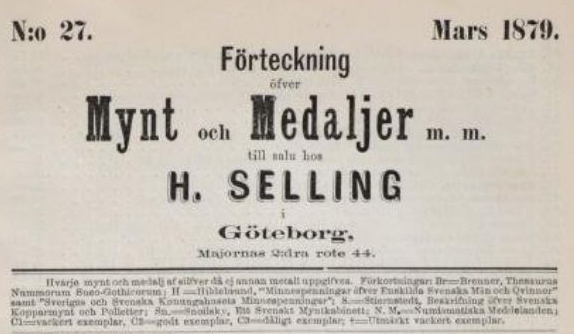 N:o 27.
Mars 1879.
Förteckning
öfver
Mynt och Medaljer m. m.
till salu hos
H. SELLING
i
Göteborg,
Majornas 2:dra rote 44.
Hvarje mynt och medalj af silfver då ej annan metall uppgifves. Förkortningar: Br=Brenner, Thesaurus
Nummorum Sueo-Gothicorum; H=Hildebrand, "Minnespenningar öfver Enskilda Svenska Män och Qvinnor"
samt "Sveriges och Svenska Konungahusets Minnespenningar"; S.=Stiernstedt, Beskrifning öfver Svenska
Kopparmynt och Polletter; Sn.=Snoilsky, Ett Svenskt Myntkabinett; N. M.=Numismatiska Meddelanden;
C1=vackert exemplar, C2=godt exemplar, C3=dåligt exemplar; †=Utmärkt vackert exemplar.